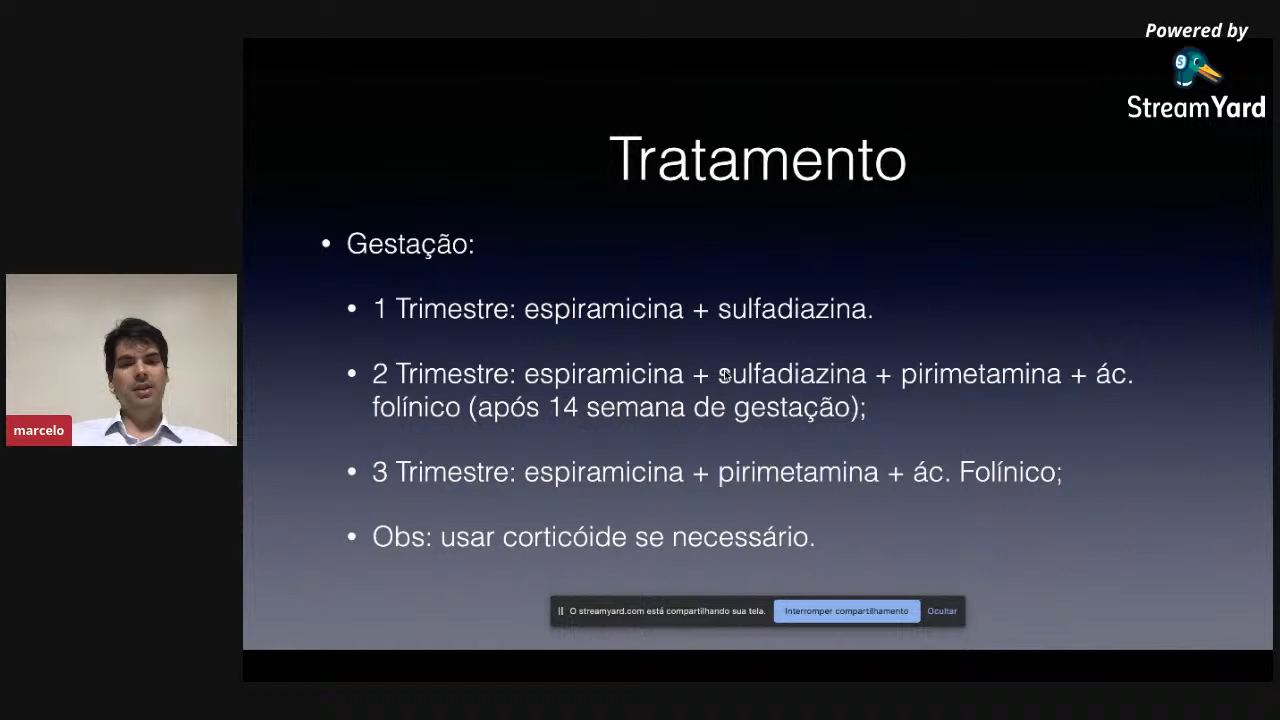 Powered by
StreamYard
Tratamento
• Gestação:
• 1 Trimestre: espiramicina + sulfadiazina.
• 2 Trimestre: espiramicina + sulfadiazina + pirimetamina + ác.
folínico (após 14 semana de gestação);
• 3 Trimestre: espiramicina + pirimetamina + ác. Folínico;
• Obs: usar corticóide se necessário.
marcelo
O streamyard.com está compartilhando sua tela. Interromper compartilhamento Ocultar